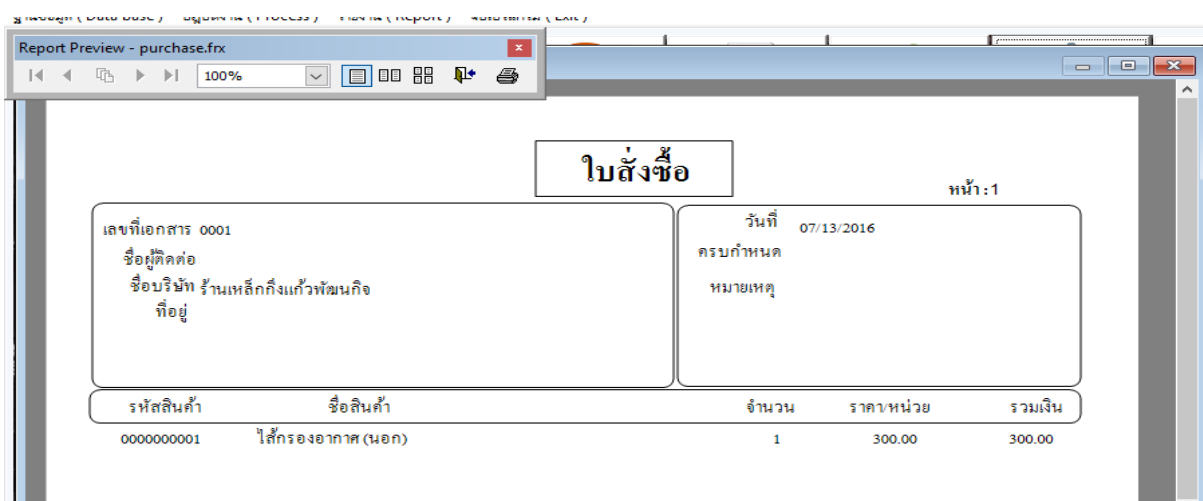 Report Preview - purchase.frx
100%
ใบสั่งซื้อ
หน้า :1
เลขที่เอกสาร 0001
ชื่อผู้ติดต่อ
ชื่อบริษัท ร้านเหล็กกิ่งแก้วพัฒนกิจ
ที่อยู่
วันที่ 07/13/2016
ครบกำหนด
หมายเหตุ
รหัสสินค้า ชื่อสินค้า จำนวน ราคา/หน่วย รวมเงิน
0000000001 ไส้กรองอากาศ (นอก) 1 300.00 300.00